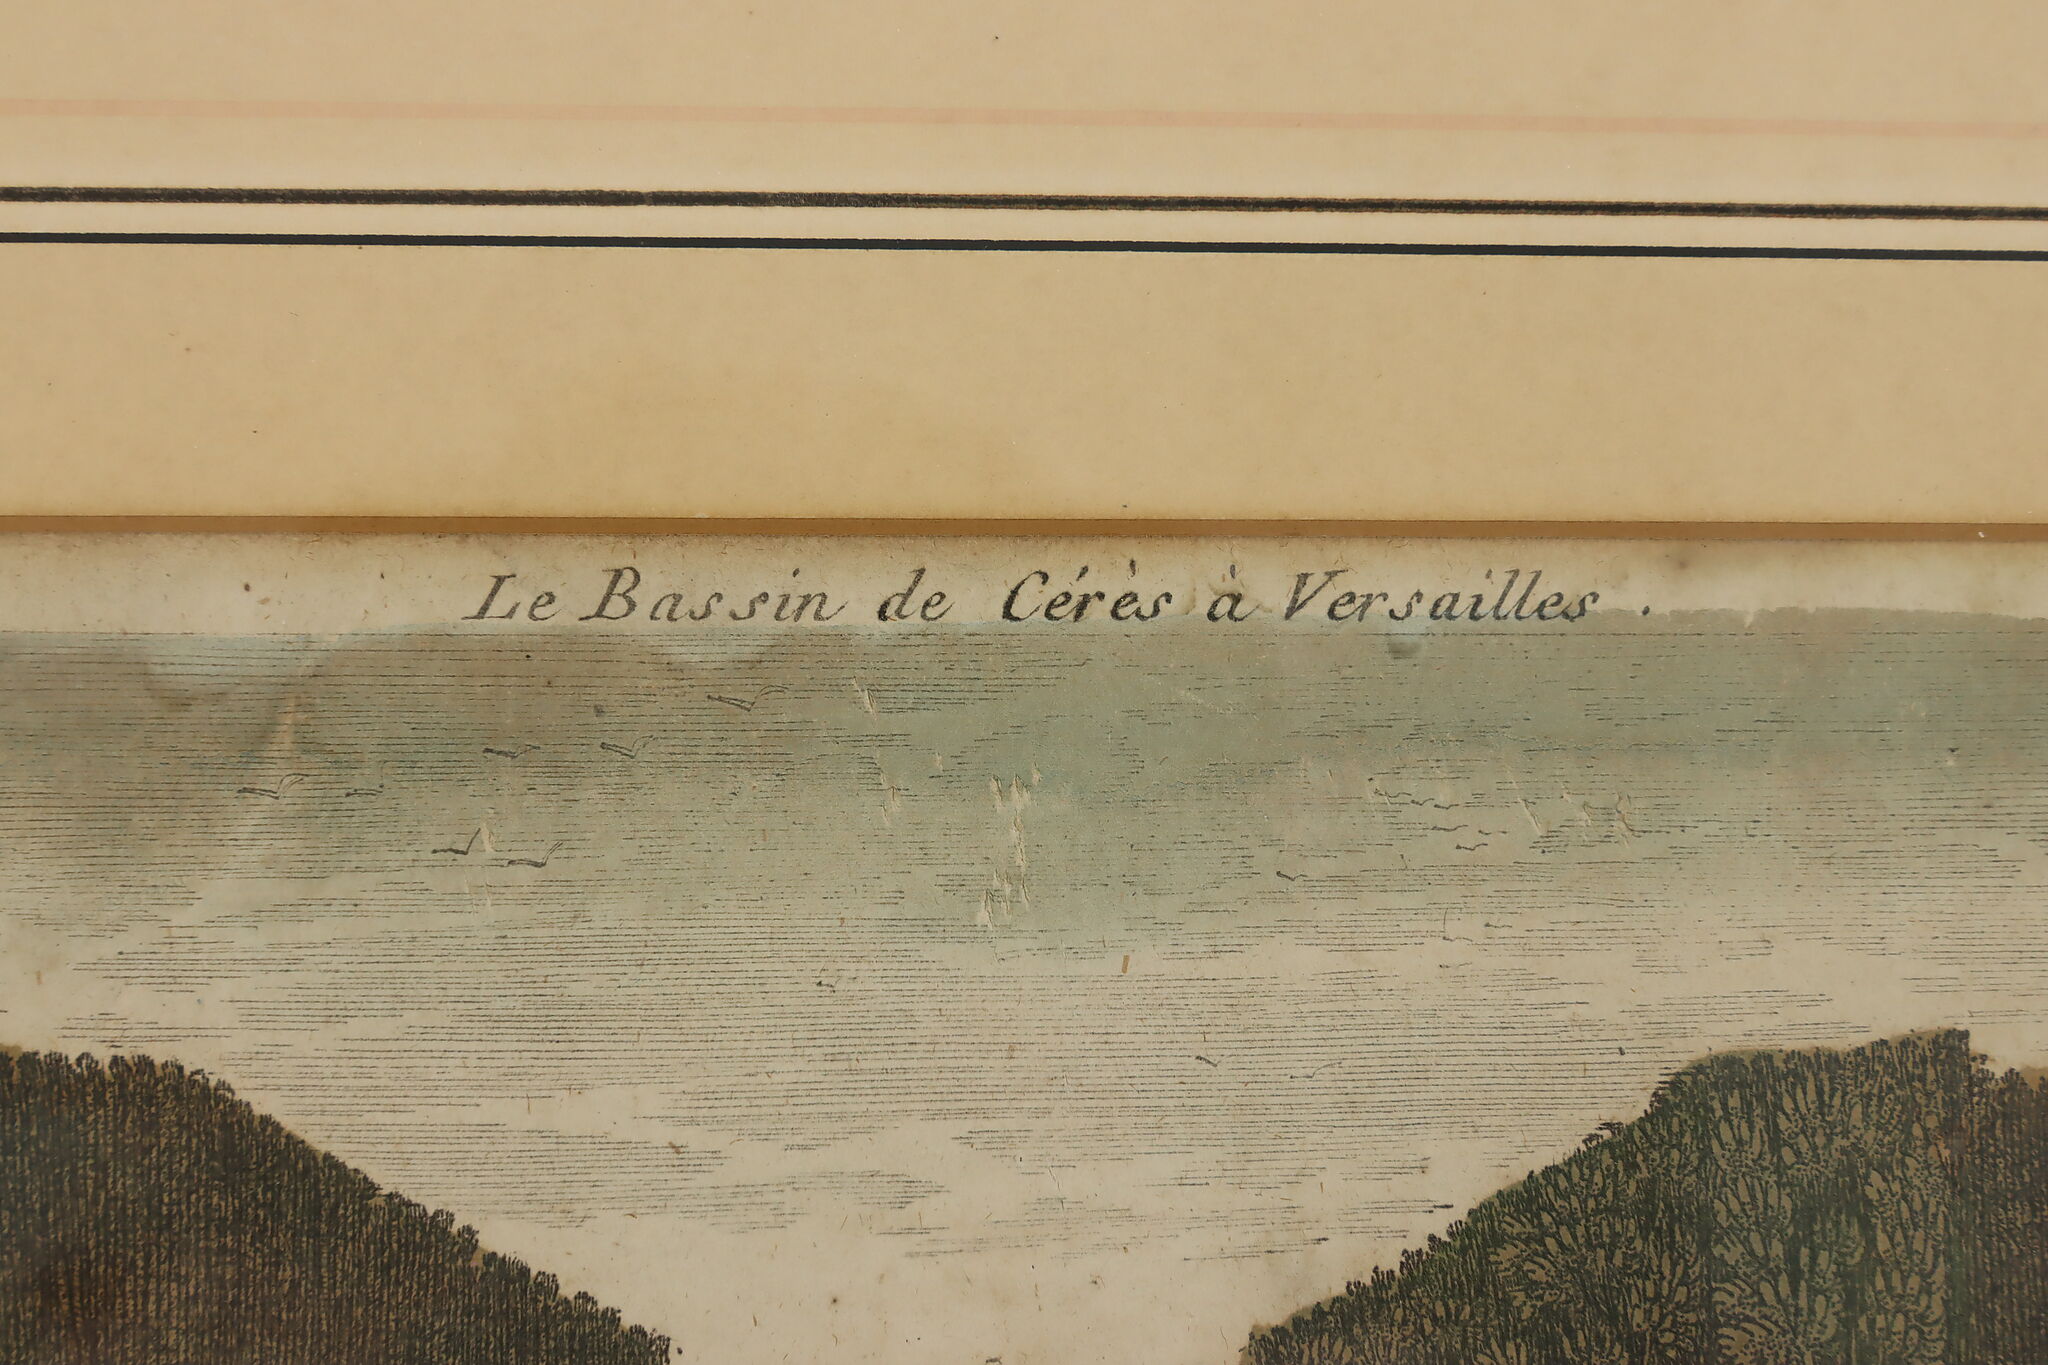 Le Bassin de Cérès à Versailles .